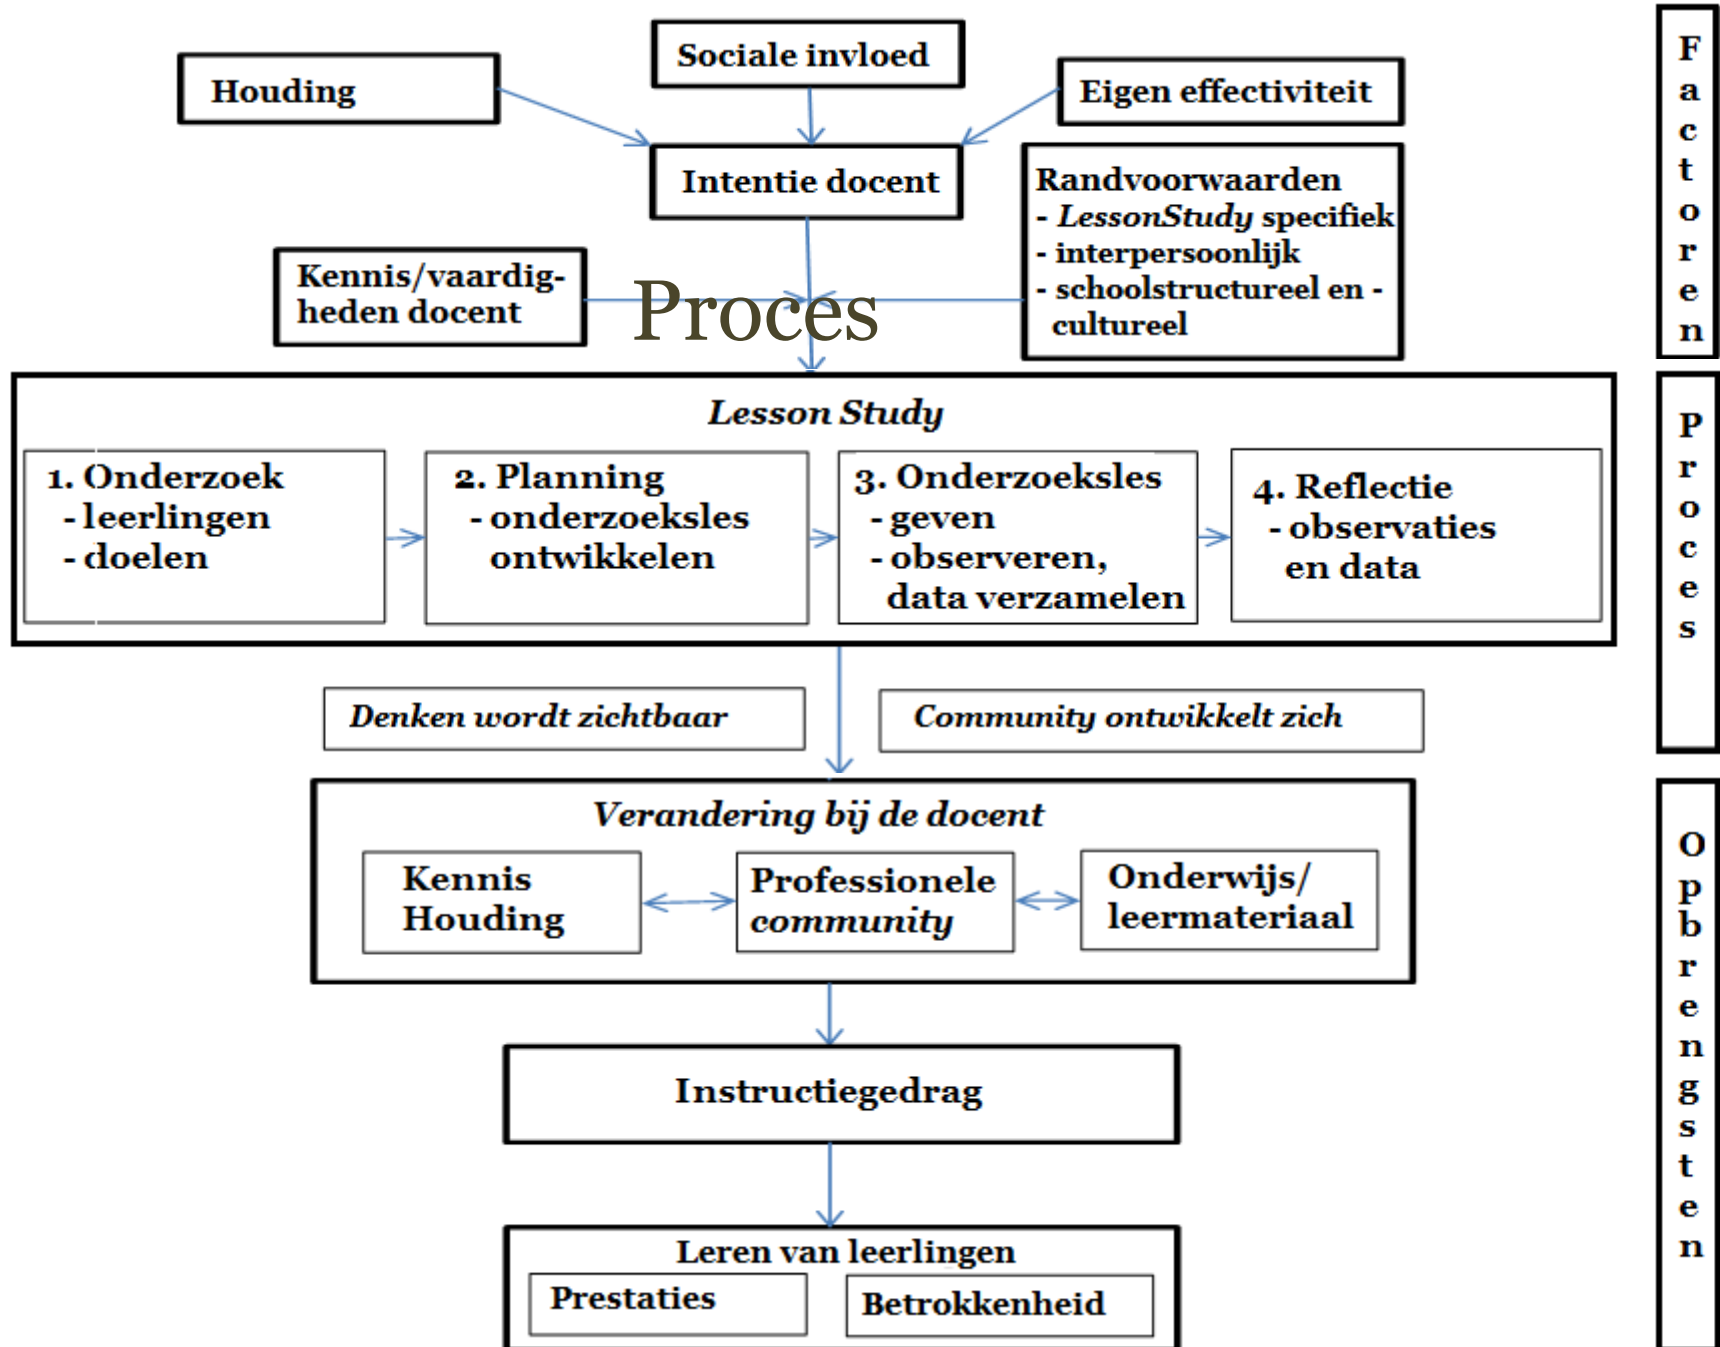 Sociale invloed
Houding
Eigen effectiviteit
Intentie docent
Randvoorwaarden
- LessonStudy specifiek
- interpersoonlijk
- schoolstructureel en -
cultureel
Kennis/vaardig-
heden docent
Proces
Factoren
Lesson Study
1. Onderzoek
- leerlingen
- doelen
2. Planning
- onderzoeksles
ontwikkelen
3. Onderzoeksles
- geven
- observeren,
data verzamelen
4. Reflectie
- observaties
en data
Proces
Denken wordt zichtbaar
Community ontwikkelt zich
Verandering bij de docent
Kennis
Houding
Professionele
community
Onderwijs/
leermateriaal
Instructiegedrag
Leren van leerlingen
Prestaties
Betrokkenheid
Opbrengsten